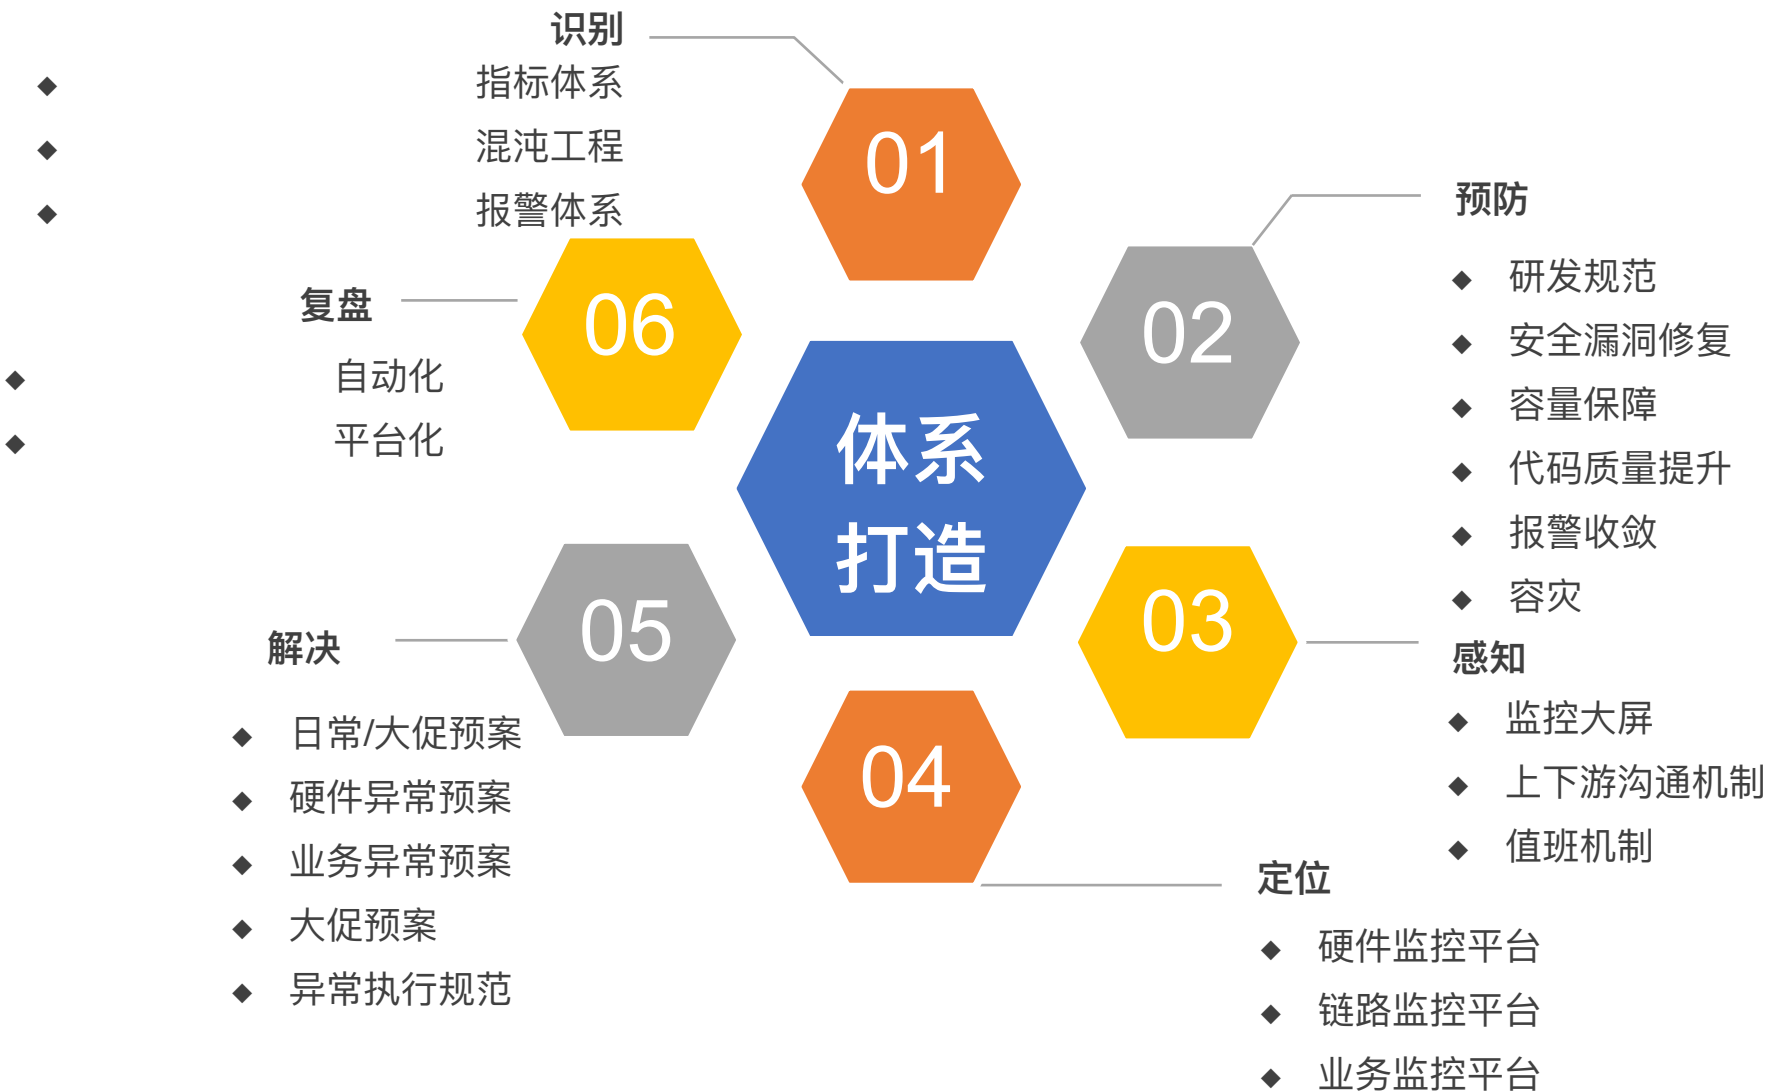 识别
◆ 指标体系
◆ 混沌工程
◆ 报警体系
01
预防
◆ 研发规范
◆ 安全漏洞修复
◆ 容量保障
◆ 代码质量提升
◆ 报警收敛
◆ 容灾
02
感知
◆ 监控大屏
◆ 上下游沟通机制
◆ 值班机制
03
定位
◆ 硬件监控平台
◆ 链路监控平台
◆ 业务监控平台
04
解决
◆ 日常/大促预案
◆ 硬件异常预案
◆ 业务异常预案
◆ 大促预案
◆ 异常执行规范
05
复盘
◆ 自动化
◆ 平台化
06
体系
打造